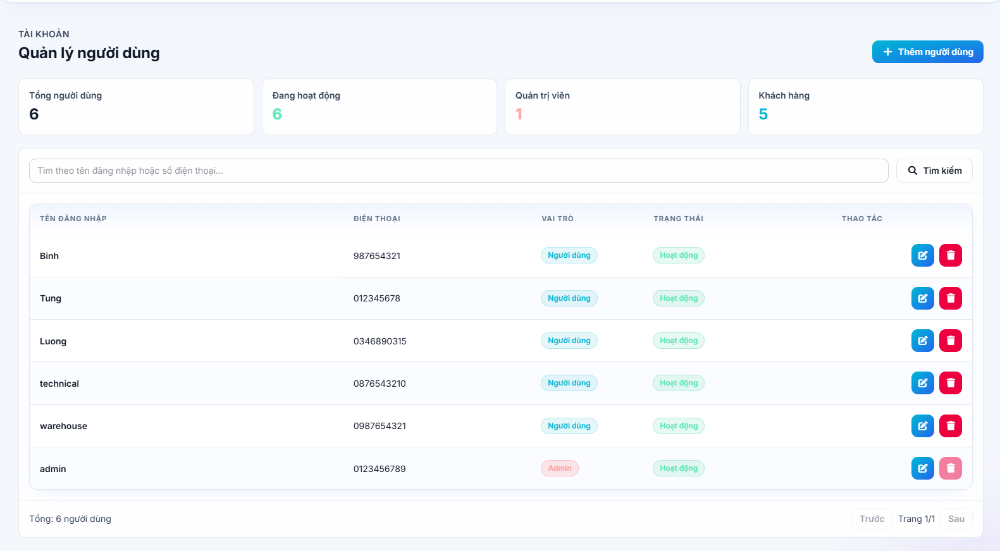 TÀI KHOẢN
Quản lý người dùng
Thêm người dùng
Tổng người dùng
6
Đang hoạt động
6
Quản trị viên
1
Khách hàng
5
Tìm theo tên đăng nhập hoặc số điện thoại...
Tìm kiếm
TÊN ĐĂNG NHẬP ĐIỆN THOẠI VAI TRÒ TRẠNG THÁI THAO TÁC
Binh 987654321 Người dùng Hoạt động
Tung 012345678 Người dùng Hoạt động
Luong 0346890315 Người dùng Hoạt động
technical 0876543210 Người dùng Hoạt động
warehouse 0987654321 Người dùng Hoạt động
admin 0123456789 Admin Hoạt động
Tổng: 6 người dùng
Trước Trang 1/1 Sau